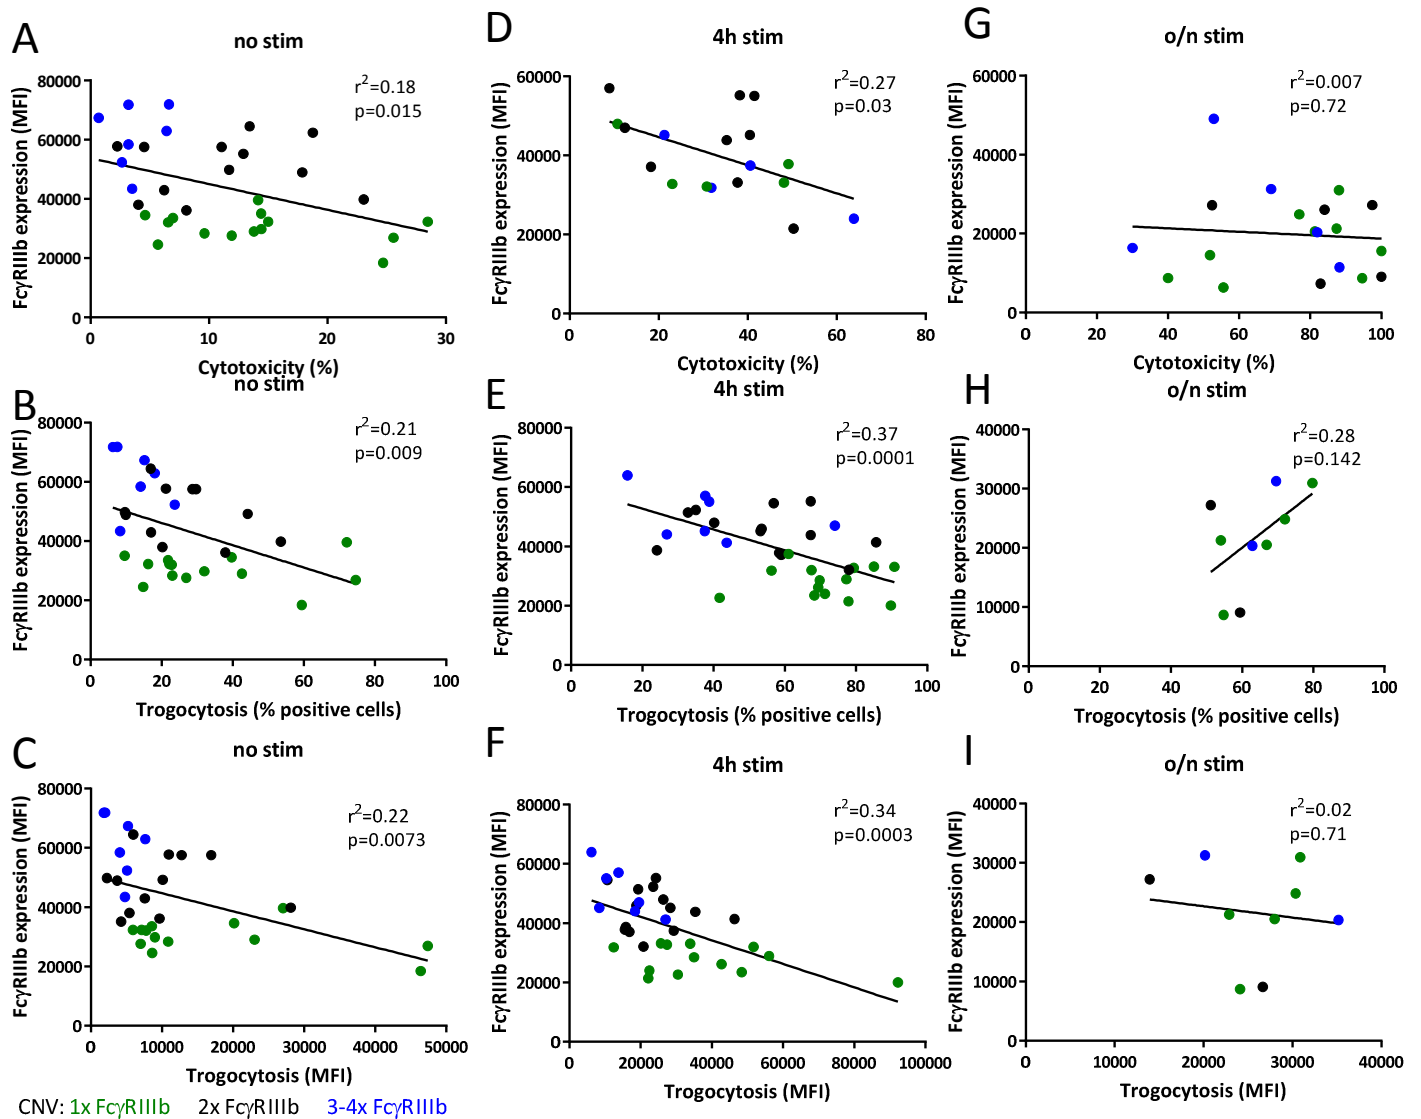 A
no stim
r2=0.18
p=0.015
FcγRIIIb expression (MFI)
80000
60000
40000
20000
0
0 10 20 30
Cytotoxicity (%)
B
no stim
r2=0.21
p=0.009
FcγRIIIb expression (MFI)
80000
60000
40000
20000
0
0 20 40 60 80 100
Trogocytosis (% positive cells)
C
no stim
r2=0.22
p=0.0073
FcγRIIIb expression (MFI)
80000
60000
40000
20000
0
0 10000 20000 30000 40000 50000
Trogocytosis (MFI)
D
4h stim
r2=0.27
p=0.03
FcγRIIIb expression (MFI)
60000
40000
20000
0
0 20 40 60 80
Cytotoxicity (%)
E
4h stim
r2=0.37
p=0.0001
FcγRIIIb expression (MFI)
80000
60000
40000
20000
0
0 20 40 60 80 100
Trogocytosis (% positive cells)
F
4h stim
r2=0.34
p=0.0003
FcγRIIIb expression (MFI)
80000
60000
40000
20000
0
0 20000 40000 60000 80000 100000
Trogocytosis (MFI)
G
o/n stim
r2=0.007
p=0.72
FcγRIIIb expression (MFI)
60000
40000
20000
0
0 20 40 60 80 100
Cytotoxicity (%)
H
o/n stim
r2=0.28
p=0.142
FcγRIIIb expression (MFI)
40000
30000
20000
10000
0
0 20 40 60 80 100
Trogocytosis (% positive cells)
I
o/n stim
r2=0.02
p=0.71
FcγRIIIb expression (MFI)
40000
30000
20000
10000
0
0 10000 20000 30000 40000
Trogocytosis (MFI)
CNV: 1x FcγRIIIb 2x FcγRIIIb 3-4x FcγRIIIb